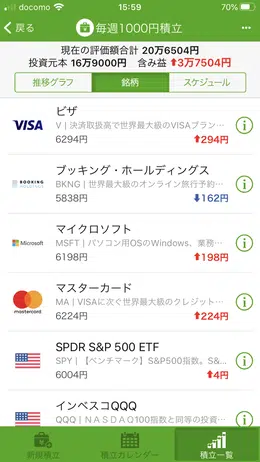 docomo 15:59 70%
戻る 毎週1000円積立
現在の評価額合計 20万6504円
投資元本 16万9000円 含み益 ↑3万7504円
推移グラフ 銘柄 スケジュール
ビザ
VISA V | 決済取扱高で世界最大級のVISAブラン…
6294円 ↑294円
ブッキング・ホールディングス
BOOKING HOLDINGS BKNG | 世界最大級のオンライン旅行予約…
5838円 ↓162円
マイクロソフト
Microsoft MSFT | パソコン用OSのWindows、業務…
6198円 ↑198円
マスターカード
mastercard MA | VISAに次ぐ世界最大級のクレジット…
6224円 ↑224円
SPDR S&P 500 ETF
SPY | 【ベンチマーク】S&P500指数。S&…
6004円 ↑4円
インベスコQQQ
QQQ | ＮＡＳＤＡＱ100指数と同等の投資…
新規積立 積立カレンダー 積立一覧